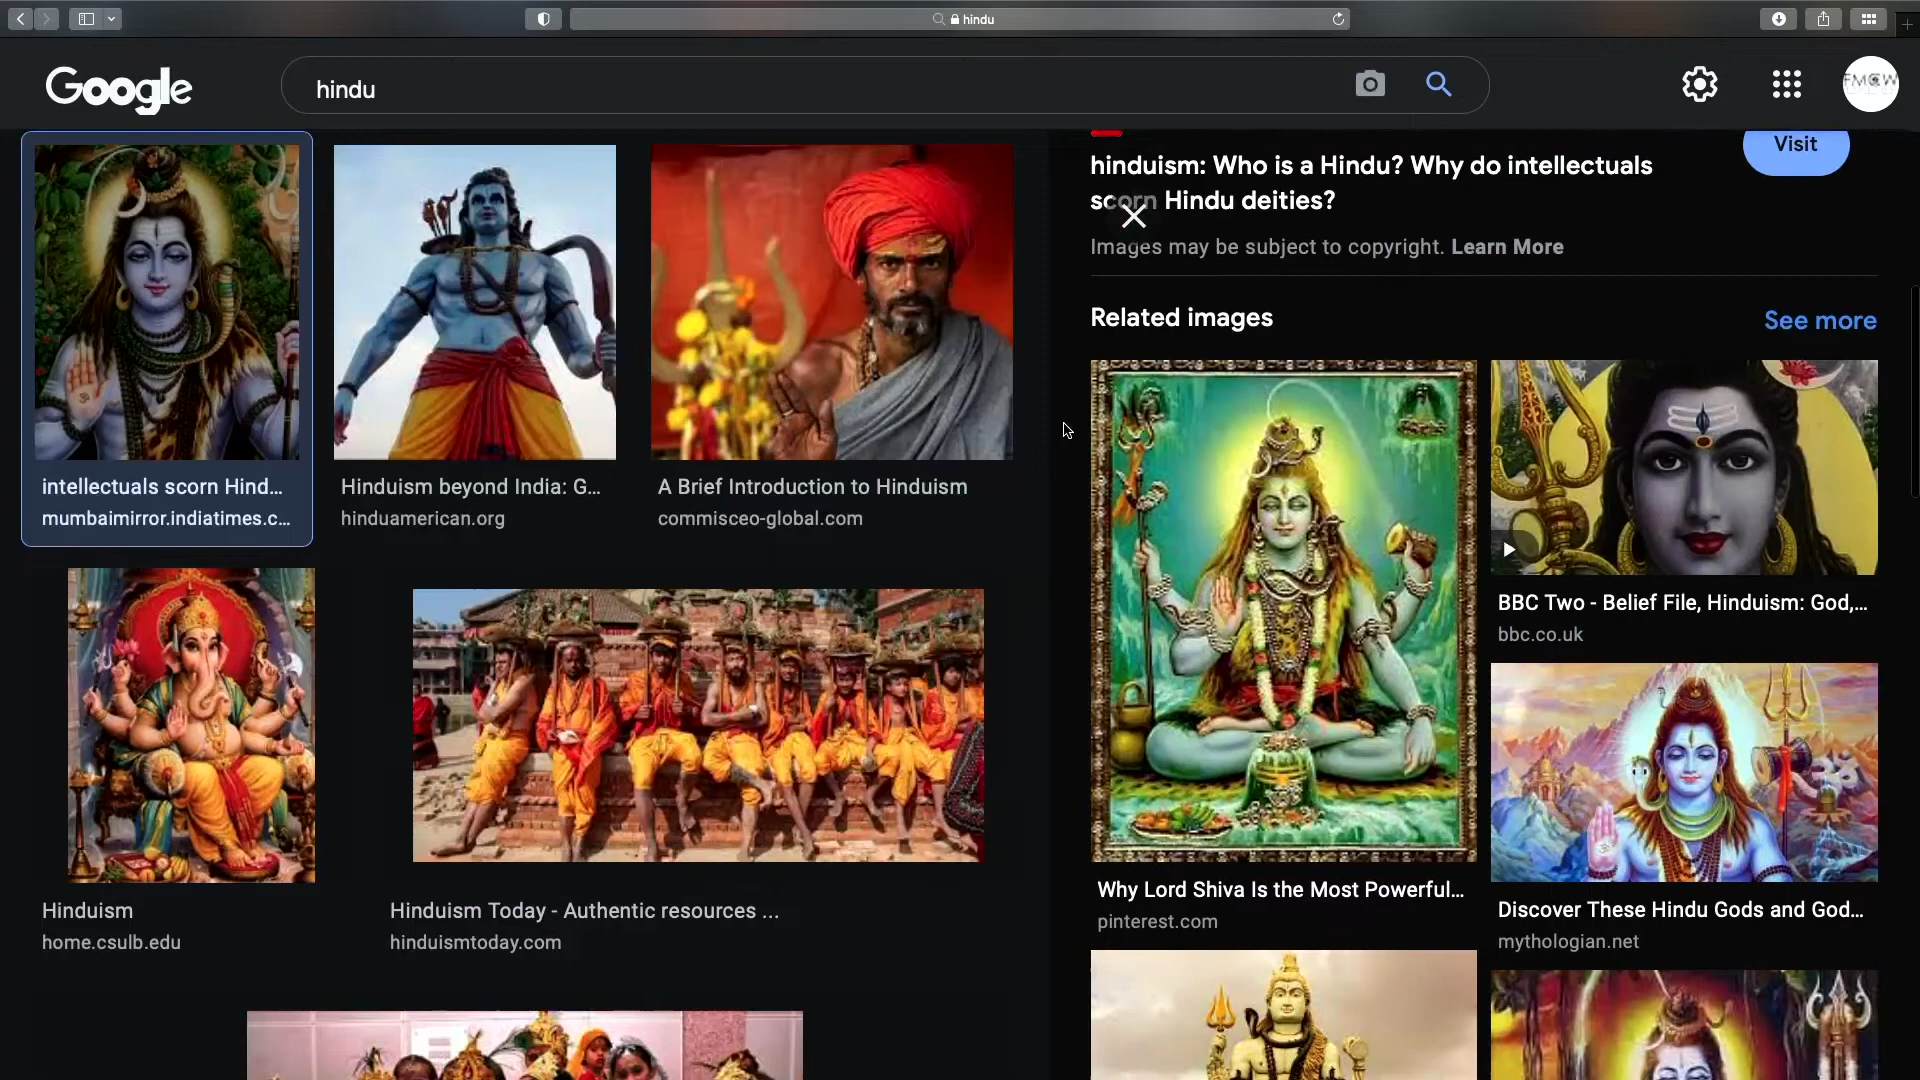 hindu
Google
hindu
FMCW
Visit
hinduism: Who is a Hindu? Why do intellectuals
scorn Hindu deities?
Images may be subject to copyright. Learn More
Related images
See more
intellectuals scorn Hind...
mumbaimirror.indiatimes.c...
Hinduism beyond India: G...
hinduamerican.org
A Brief Introduction to Hinduism
commisceo-global.com
BBC Two - Belief File, Hinduism: God,...
bbc.co.uk
Hinduism
home.csulb.edu
Hinduism Today - Authentic resources ...
hinduismtoday.com
Why Lord Shiva Is the Most Powerful...
pinterest.com
Discover These Hindu Gods and God...
mythologian.net